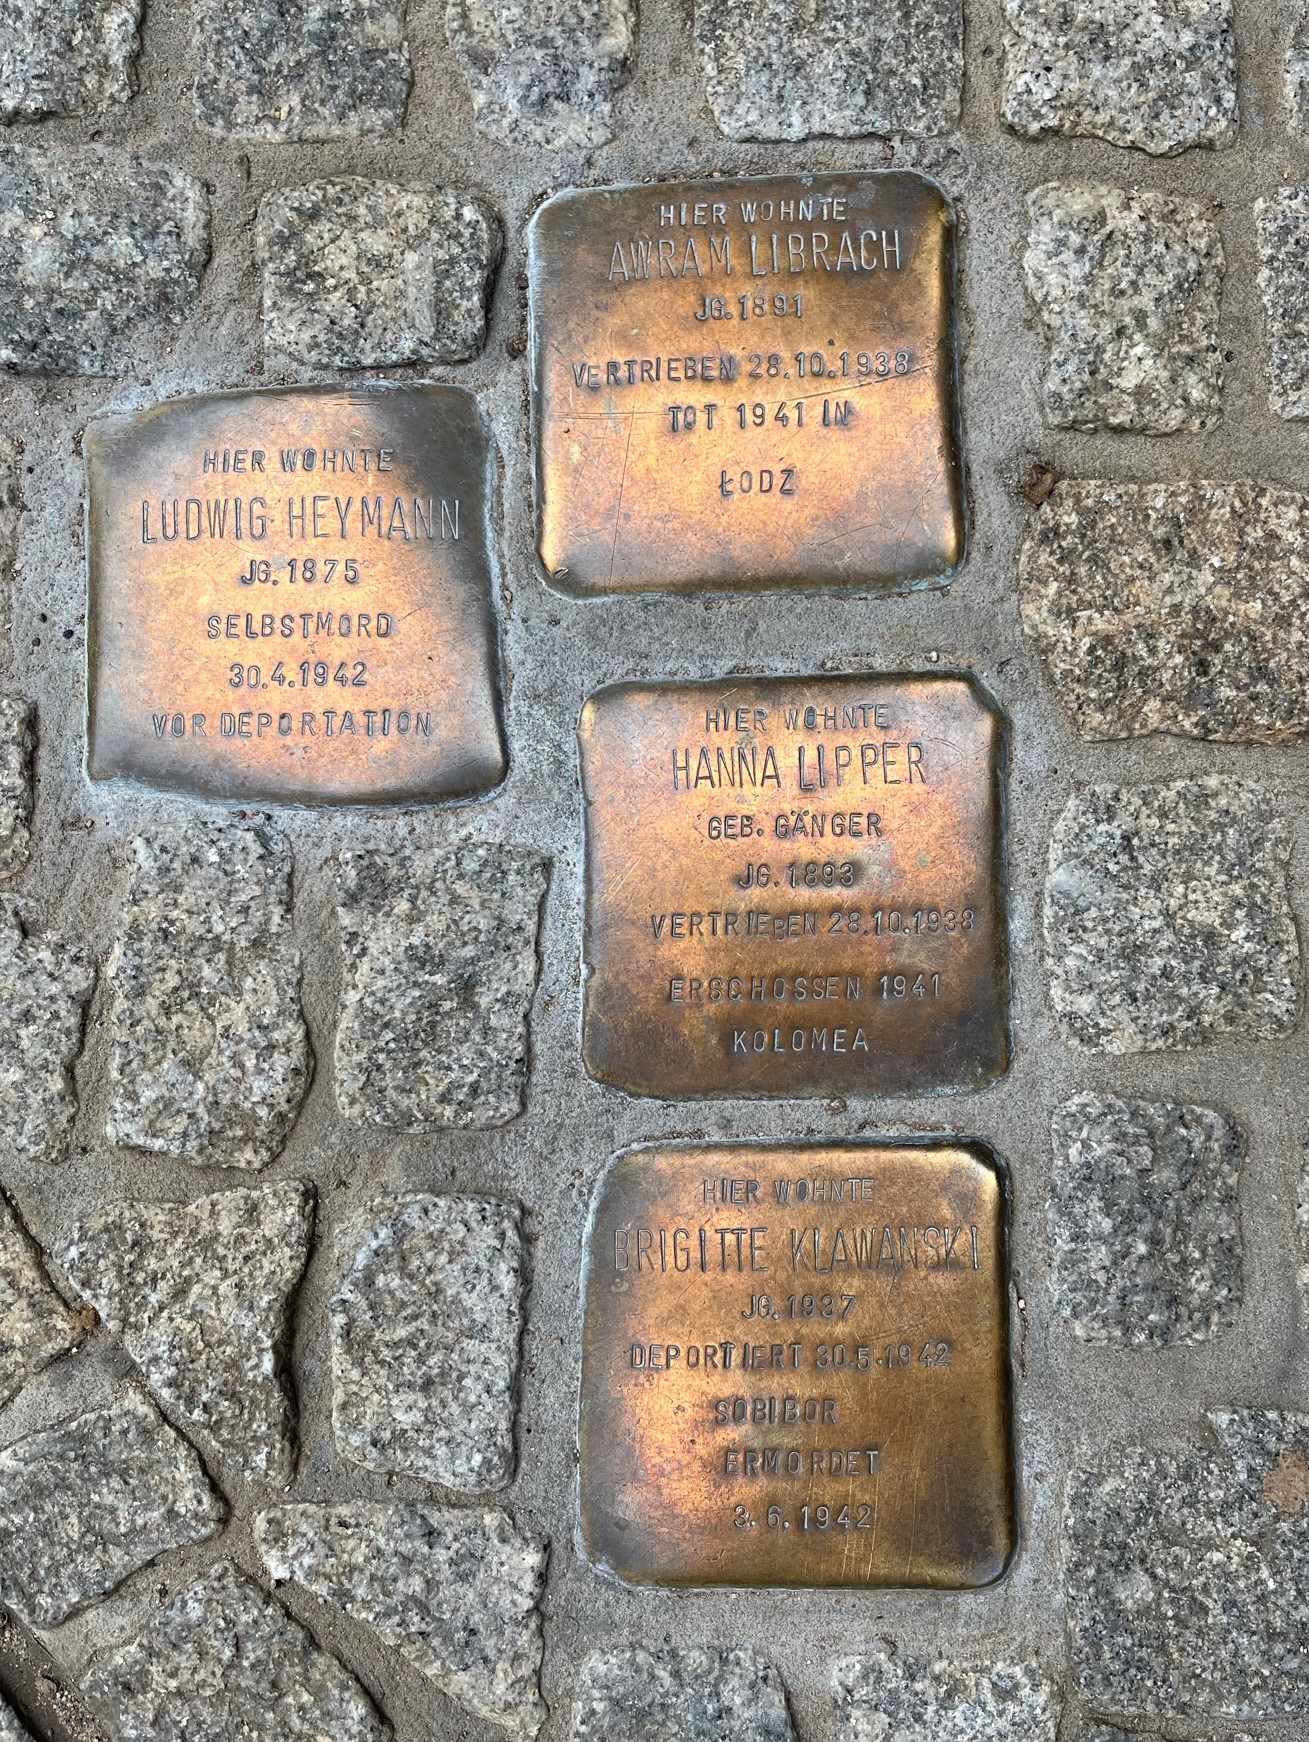 HIER WOHNTE
AWRAM LIBRACH
JG. 1891
VERTRIEBEN 28.10.1938
TOT 1941 IN
ŁODZ
HIER WOHNTE
LUDWIG HEYMANN
JG. 1875
SELBSTMORD
30.4.1942
VOR DEPORTATION
HIER WOHNTE
HANNA LIPPER
GEB. GÄNGER
JG. 1893
VERTRIEBEN 28.10.1938
ERSCHOSSEN 1941
KOLOMEA
HIER WOHNTE
BRIGITTE KLAWANSKI
JG. 1937
DEPORTIERT 30.5.1942
SOBIBOR
ERMORDET
3.6.1942